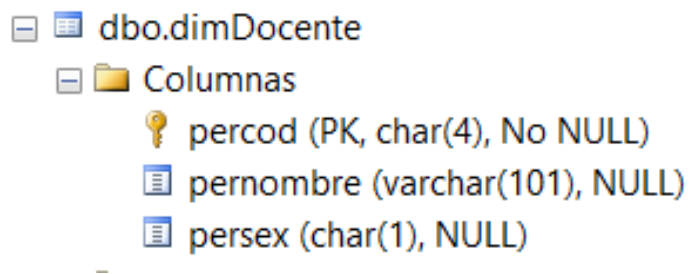 dbo.dimDocente
Columnas
percod (PK, char(4), No NULL)
pernombre (varchar(101), NULL)
persex (char(1), NULL)